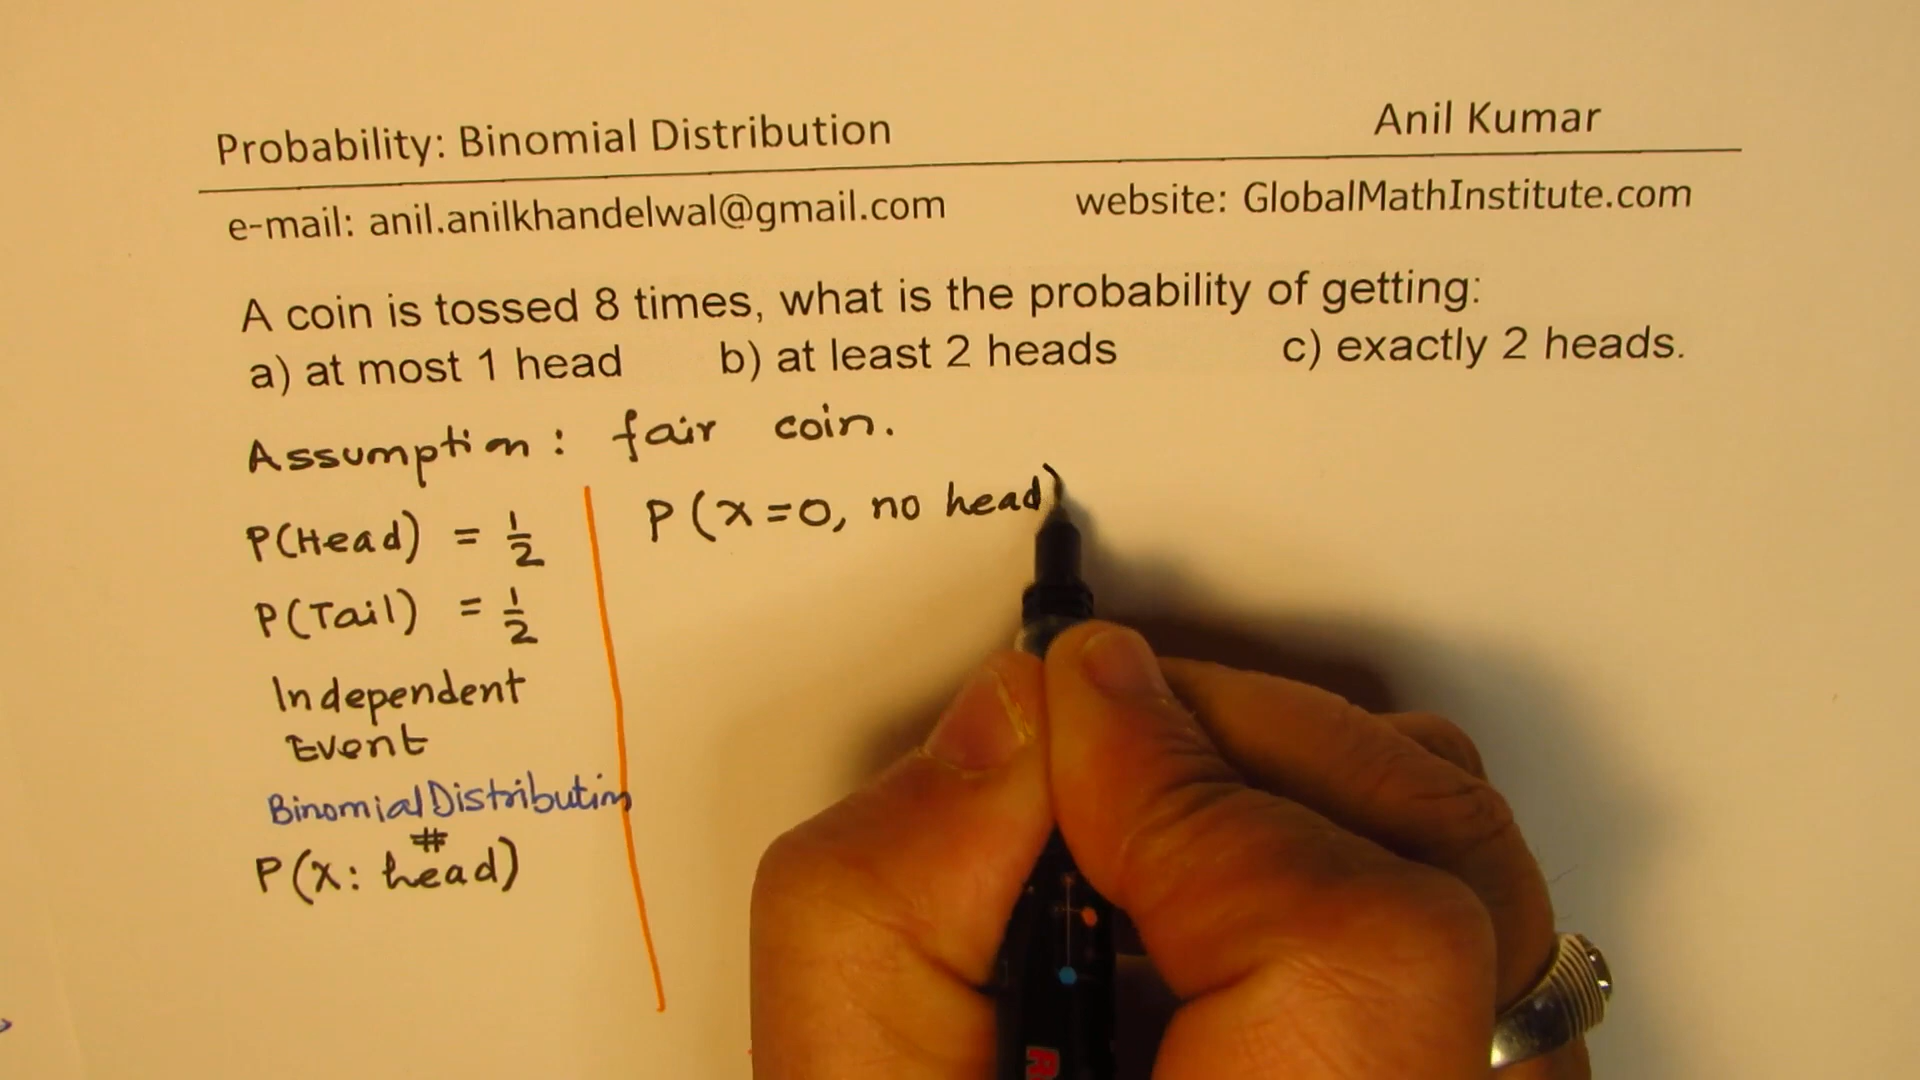 Probability: Binomial Distribution Anil Kumar
e-mail: anil.anilkhandelwal@gmail.com website: GlobalMathInstitute.com
A coin is tossed 8 times, what is the probability of getting:
a) at most 1 head b) at least 2 heads c) exactly 2 heads.
Assumption: fair coin.
P(Head) = 1/2
P(Tail) = 1/2
Independent
Event
Binomial Distribution
#
P(X: head)
P(X=0, no head)
R